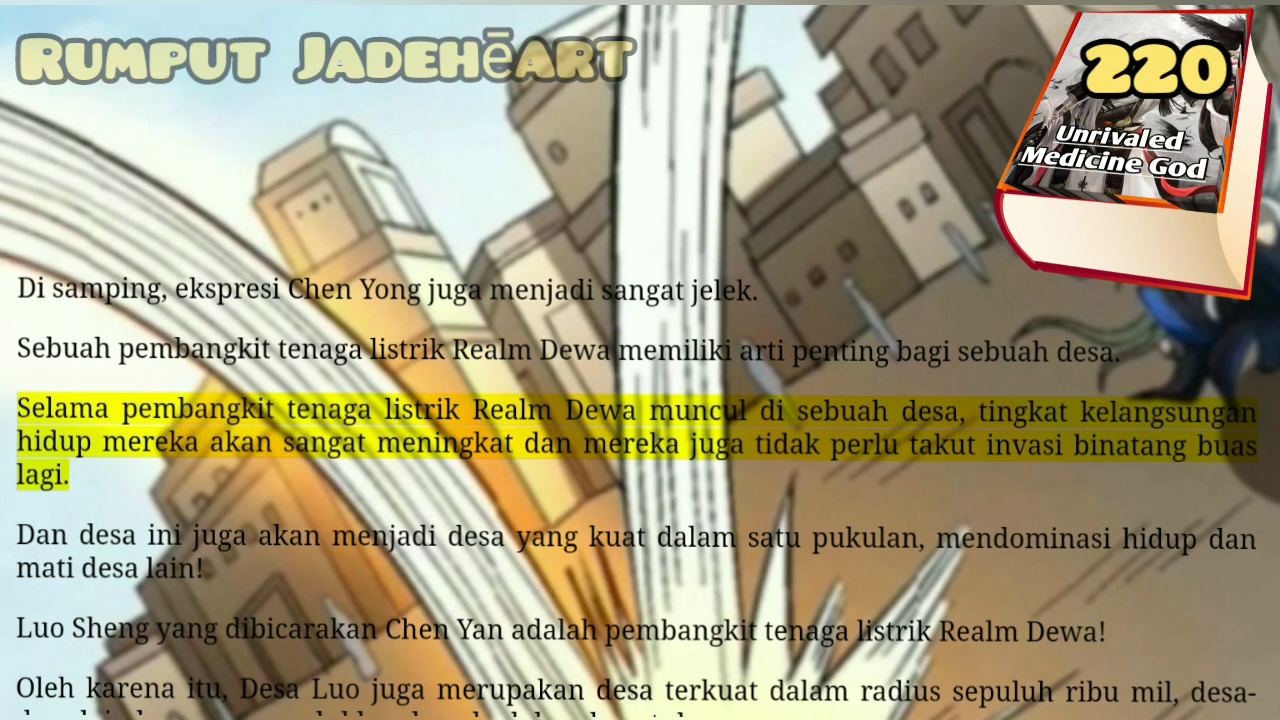 Rumput Jadehēart
220
Unrivaled
Medicine God
Di samping, ekspresi Chen Yong juga menjadi sangat jelek.
Sebuah pembangkit tenaga listrik Realm Dewa memiliki arti penting bagi sebuah desa.
Selama pembangkit tenaga listrik Realm Dewa muncul di sebuah desa, tingkat kelangsungan
hidup mereka akan sangat meningkat dan mereka juga tidak perlu takut invasi binatang buas
lagi.
Dan desa ini juga akan menjadi desa yang kuat dalam satu pukulan, mendominasi hidup dan
mati desa lain!
Luo Sheng yang dibicarakan Chen Yan adalah pembangkit tenaga listrik Realm Dewa!
Oleh karena itu, Desa Luo juga merupakan desa terkuat dalam radius sepuluh ribu mil, desa-